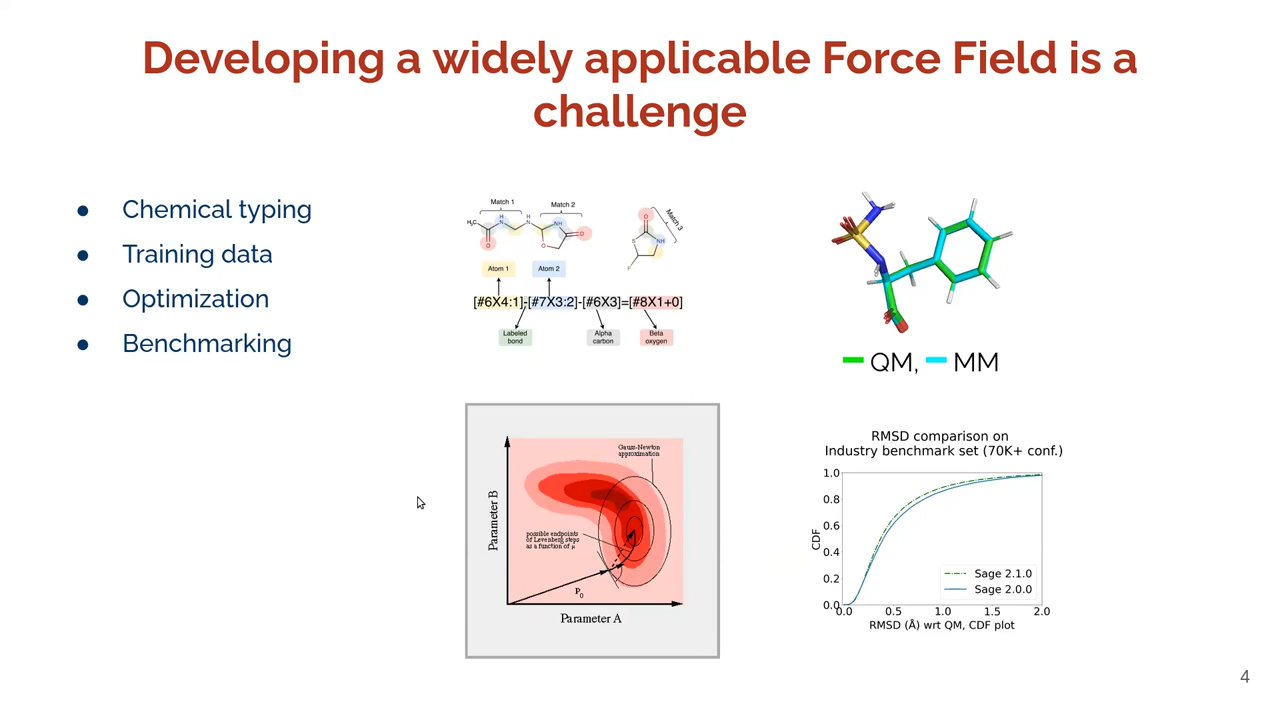 Developing a widely applicable Force Field is a
challenge
● Chemical typing
● Training data
● Optimization
● Benchmarking
Match 1
Match 2
Match 3
H₃C
O
H
N
H
N
NH
O
O
O
S
NH
F
Atom 1
Atom 2
[#6X4:1]-[#7X3:2]-[#6X3]=[#8X1+0]
Labeled
bond
Alpha
carbon
Beta
oxygen
QM, MM
Gauss-Newton
approximation
possible endpoints
of Levenberg steps
as a function of μ
P₀
Parameter B
Parameter A
RMSD comparison on
Industry benchmark set (70K+ conf.)
1.0
0.8
0.6
0.4
0.2
0.0
CDF
Sage 2.1.0
Sage 2.0.0
0.0 0.5 1.0 1.5 2.0
RMSD (Å) wrt QM, CDF plot
4